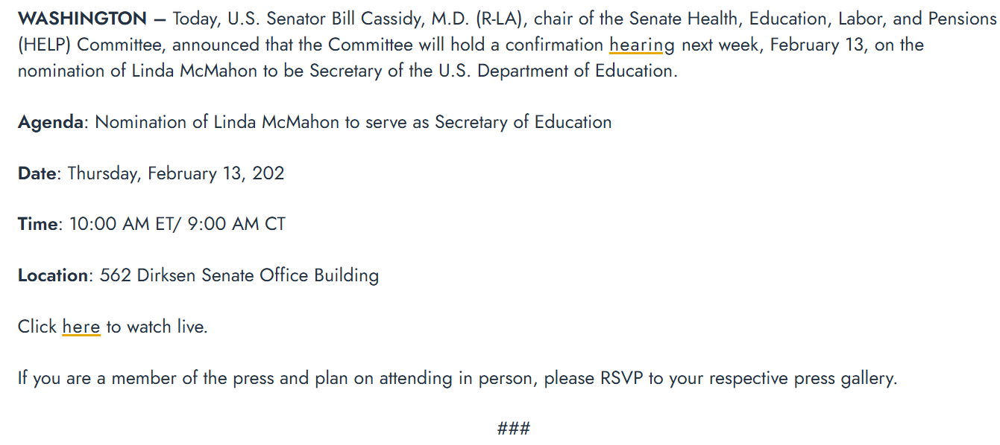 WASHINGTON – Today, U.S. Senator Bill Cassidy, M.D. (R-LA), chair of the Senate Health, Education, Labor, and Pensions
(HELP) Committee, announced that the Committee will hold a confirmation hearing next week, February 13, on the
nomination of Linda McMahon to be Secretary of the U.S. Department of Education.
Agenda: Nomination of Linda McMahon to serve as Secretary of Education
Date: Thursday, February 13, 202
Time: 10:00 AM ET/ 9:00 AM CT
Location: 562 Dirksen Senate Office Building
Click here to watch live.
If you are a member of the press and plan on attending in person, please RSVP to your respective press gallery.
###